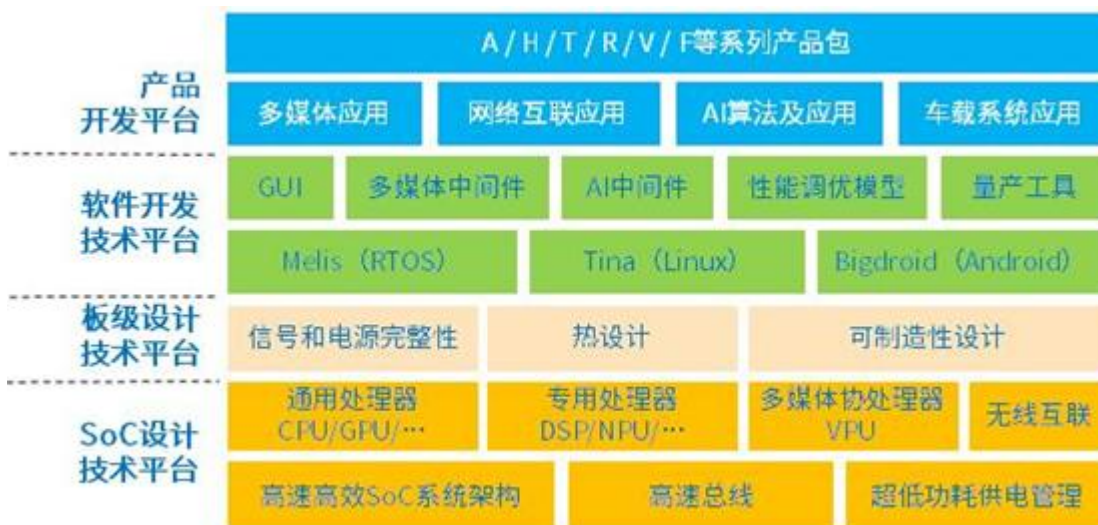 A / H / T / R / V / F等系列产品包
产品
开发平台
多媒体应用
网络互联应用
AI算法及应用
车载系统应用
软件开发
技术平台
GUI
多媒体中间件
AI中间件
性能调优模型
量产工具
Melis（RTOS）
Tina（Linux）
Bigdroid（Android）
板级设计
技术平台
信号和电源完整性
热设计
可制造性设计
SoC设计
技术平台
通用处理器
CPU/GPU/…
专用处理器
DSP/NPU/…
多媒体协处理器
VPU
无线互联
高速高效SoC系统架构
高速总线
超低功耗供电管理